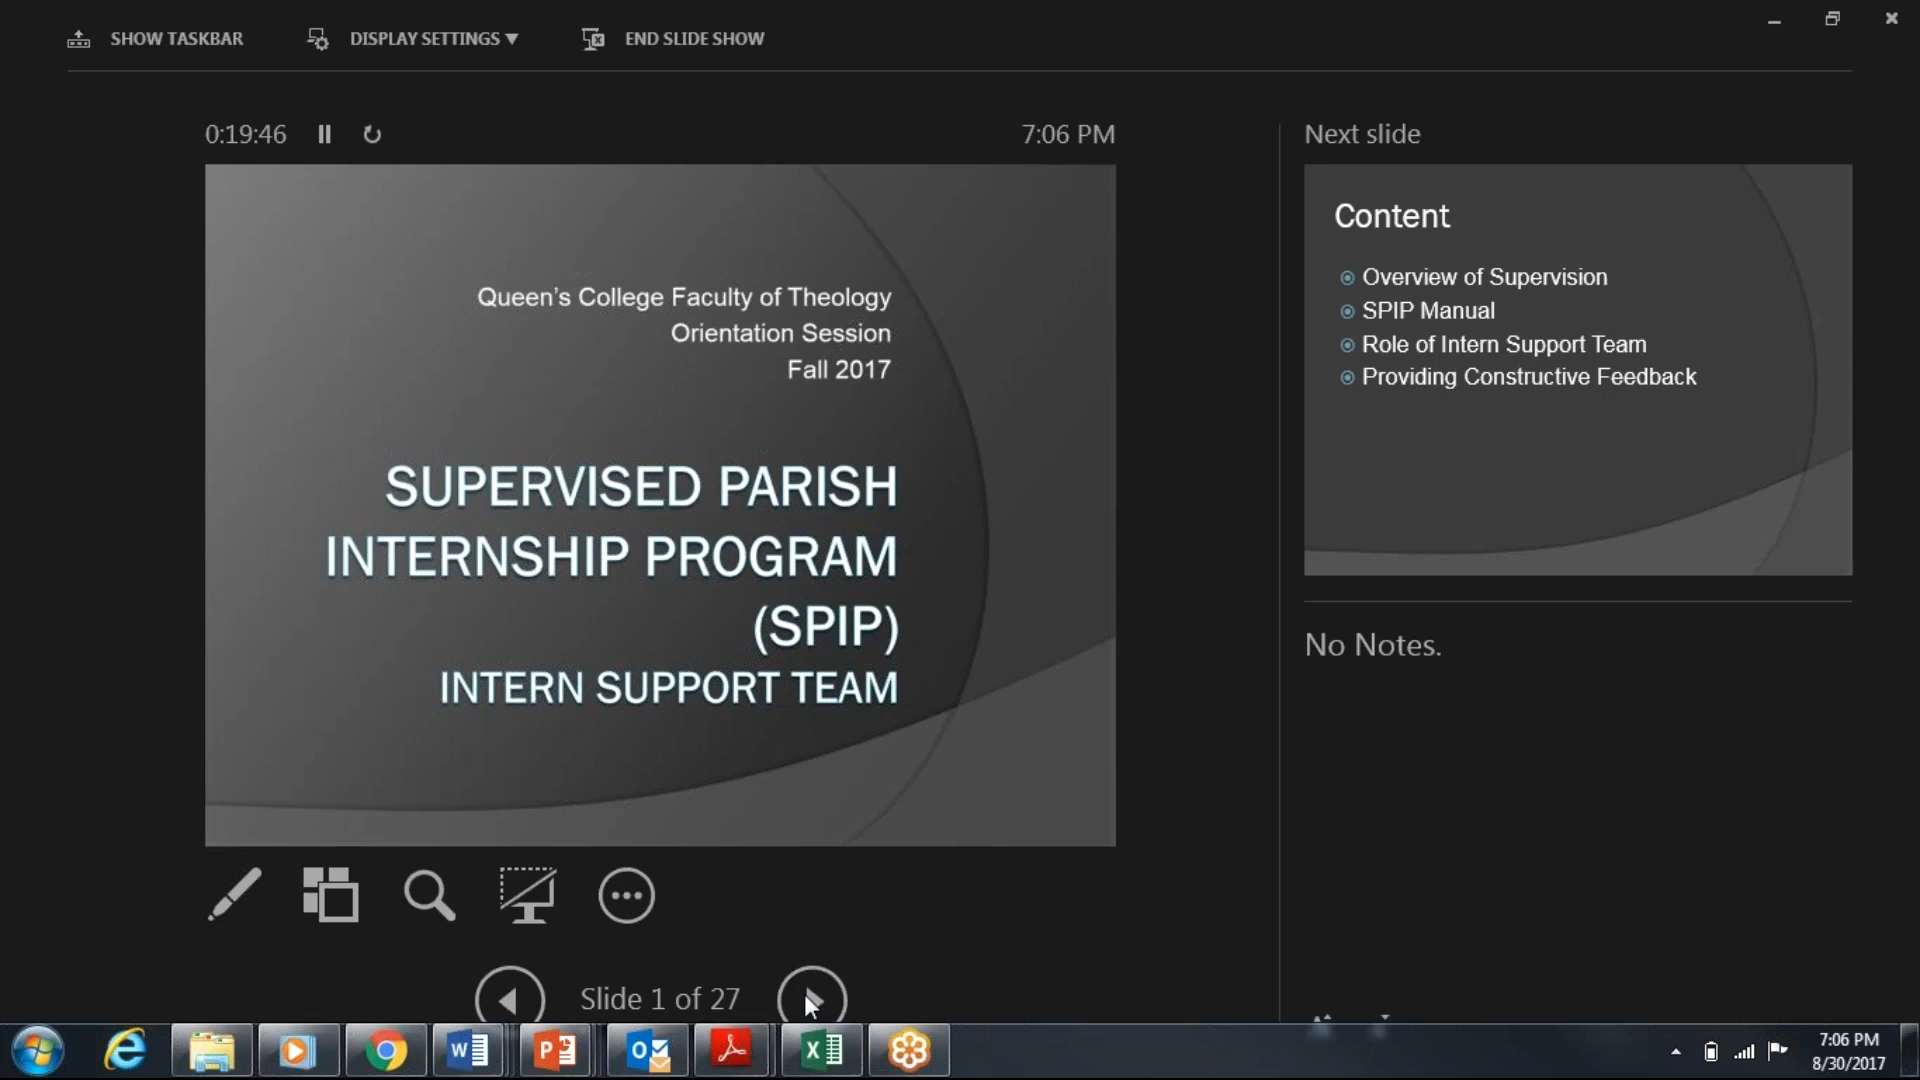 SHOW TASKBAR
DISPLAY SETTINGS ▼
END SLIDE SHOW
0:19:46
7:06 PM
Next slide
Queen's College Faculty of Theology
Orientation Session
Fall 2017
SUPERVISED PARISH
INTERNSHIP PROGRAM
(SPIP)
INTERN SUPPORT TEAM
Content
Overview of Supervision
SPIP Manual
Role of Intern Support Team
Providing Constructive Feedback
No Notes.
Slide 1 of 27
7:06 PM
8/30/2017